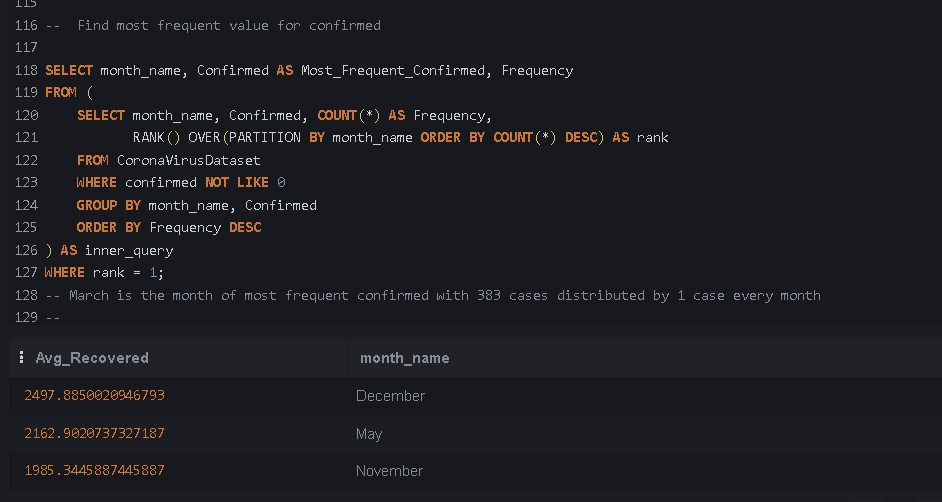 115
116 --  Find most frequent value for confirmed
117
118 SELECT month_name, Confirmed AS Most_Frequent_Confirmed, Frequency
119 FROM (
120     SELECT month_name, Confirmed, COUNT(*) AS Frequency,
121            RANK() OVER(PARTITION BY month_name ORDER BY COUNT(*) DESC) AS rank
122     FROM CoronaVirusDataset
123     WHERE confirmed NOT LIKE 0
124     GROUP BY month_name, Confirmed
125     ORDER BY Frequency DESC
126 ) AS inner_query
127 WHERE rank = 1;
128 -- March is the month of most frequent confirmed with 383 cases distributed by 1 case every month
129 --
Avg_Recovered month_name
2497.8850020946793 December
2162.9020737327187 May
1985.3445887445887 November